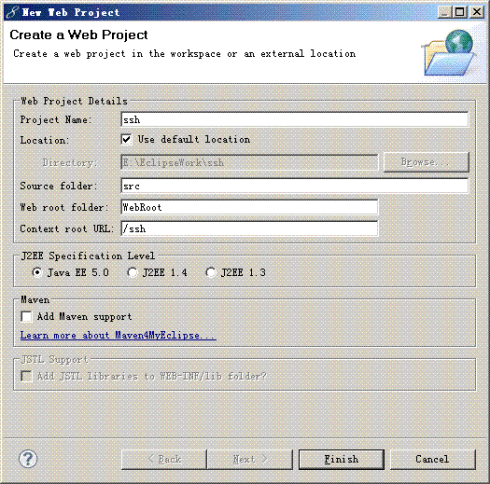 New Web Project
Create a Web Project
Create a web project in the workspace or an external location
Web Project Details
Project Name: ssh
Location: Use default location
Directory: E:\EclipseWork\ssh Browse...
Source folder: src
Web root folder: WebRoot
Context root URL: /ssh
J2EE Specification Level
Java EE 5.0 J2EE 1.4 J2EE 1.3
Maven
Add Maven support
Learn more about Maven4MyEclipse...
JSTL Support
Add JSTL libraries to WEB-INF/lib folder?
? < Back Next > Finish Cancel